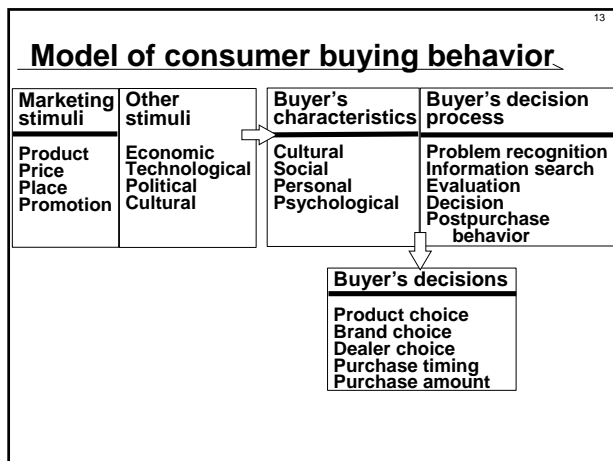 13
Model of consumer buying behavior
Marketing
stimuli
Product
Price
Place
Promotion
Other
stimuli
Economic
Technological
Political
Cultural
Buyer's
characteristics
Cultural
Social
Personal
Psychological
Buyer's decision
process
Problem recognition
Information search
Evaluation
Decision
Postpurchase
behavior
Buyer's decisions
Product choice
Brand choice
Dealer choice
Purchase timing
Purchase amount